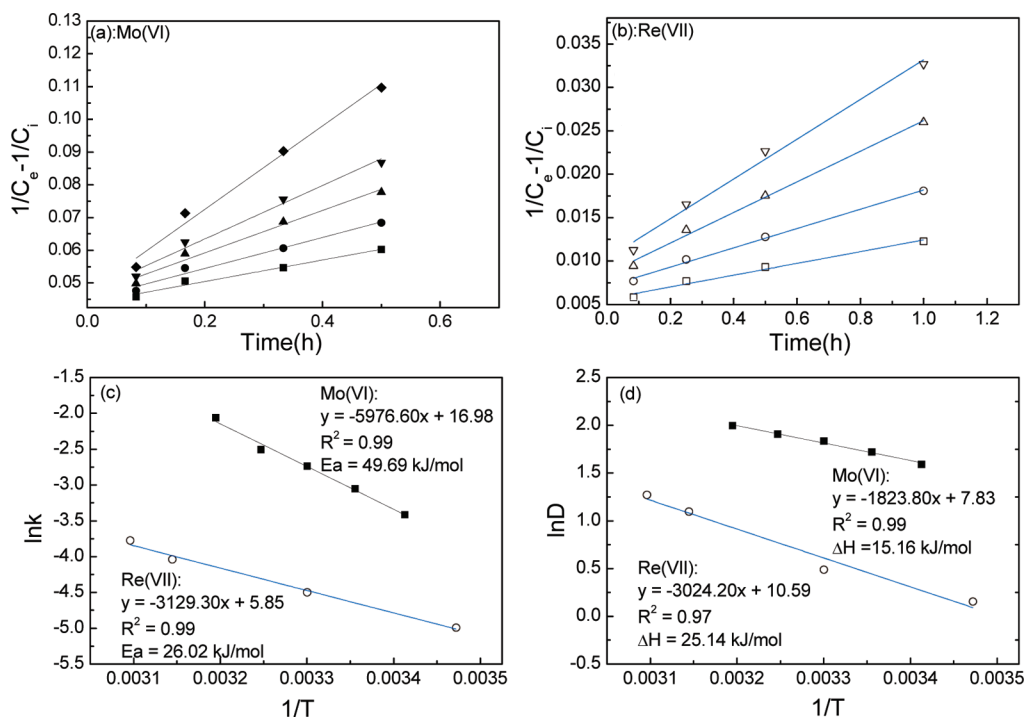 (a):Mo(VI)
0.13
0.12
0.11
0.10
0.09
0.08
0.07
0.06
0.05
0.04
1/Cₑ-1/Cᵢ
0.0
0.2
0.4
0.6
Time(h)
(b):Re(VII)
0.035
0.030
0.025
0.020
0.015
0.010
0.005
1/Cₑ-1/Cᵢ
0.0 0.2 0.4 0.6 0.8 1.0 1.2
Time(h)
(c)
-1.5
-2.0
-2.5
-3.0
-3.5
-4.0
-4.5
-5.0
-5.5
lnk
Mo(VI):
y = -5976.60x + 16.98
R² = 0.99
Ea = 49.69 kJ/mol
Re(VII):
y = -3129.30x + 5.85
R² = 0.99
Ea = 26.02 kJ/mol
0.0031 0.0032 0.0033 0.0034 0.0035
1/T
(d)
2.5
2.0
1.5
1.0
0.5
0.0
-0.5
lnD
Mo(VI):
y = -1823.80x + 7.83
R² = 0.99
ΔH =15.16 kJ/mol
Re(VII):
y = -3024.20x + 10.59
R² = 0.97
ΔH = 25.14 kJ/mol
0.0031 0.0032 0.0033 0.0034 0.0035
1/T